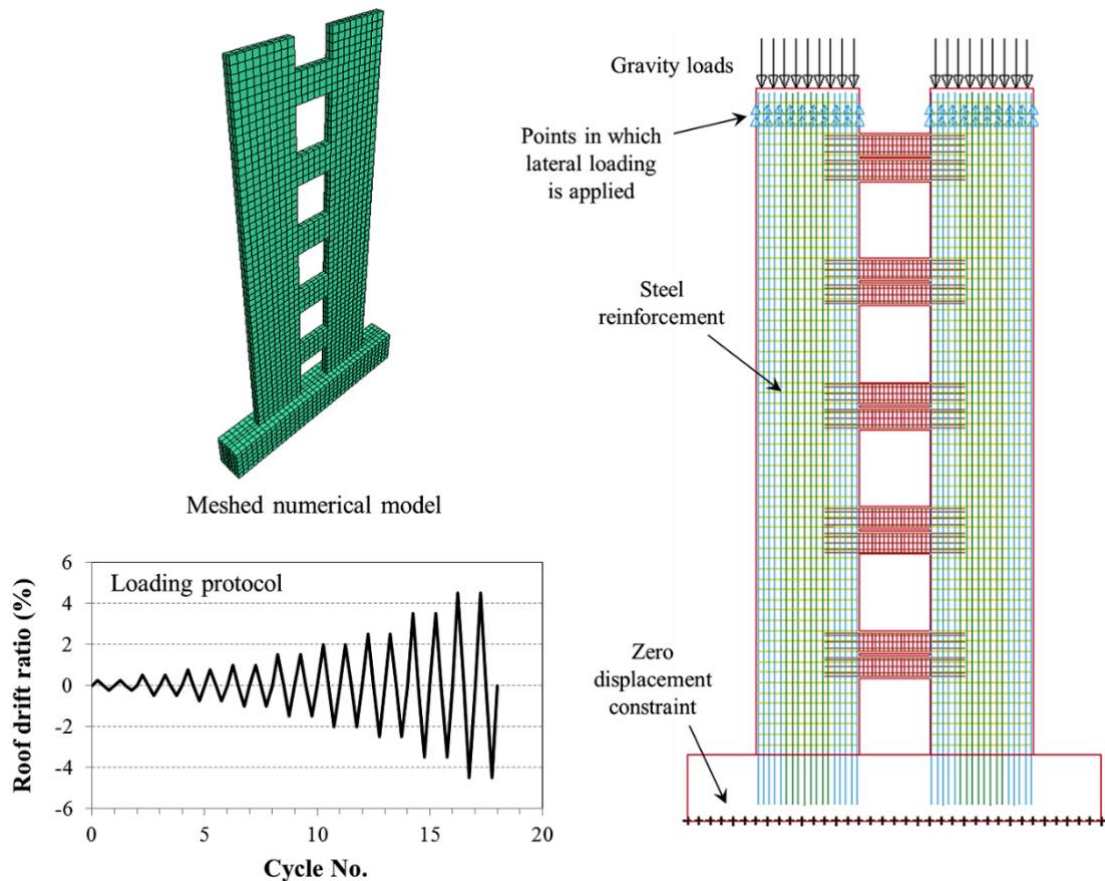 Meshed numerical model
Loading protocol
Roof drift ratio (%)
6
4
2
0
-2
-4
-6
0
5
10
15
20
Cycle No.
Gravity loads
Points in which
lateral loading
is applied
Steel
reinforcement
Zero
displacement
constraint